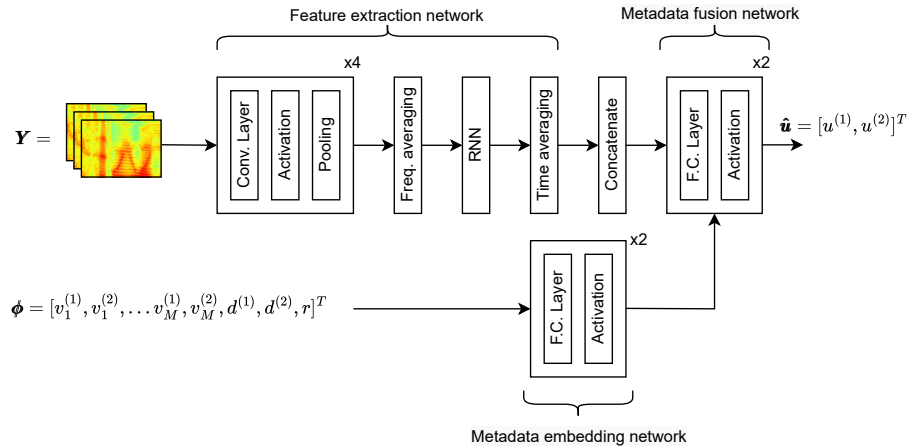 Feature extraction network
Metadata fusion network
x4
x2
Y =
Conv. Layer
Activation
Pooling
Freq. averaging
RNN
Time averaging
Concatenate
F.C. Layer
Activation
û = [u^{(1)}, u^{(2)}]^T
x2
ϕ = [v_1^{(1)}, v_1^{(2)}, … v_M^{(1)}, v_M^{(2)}, d^{(1)}, d^{(2)}, r]^T
F.C. Layer
Activation
Metadata embedding network